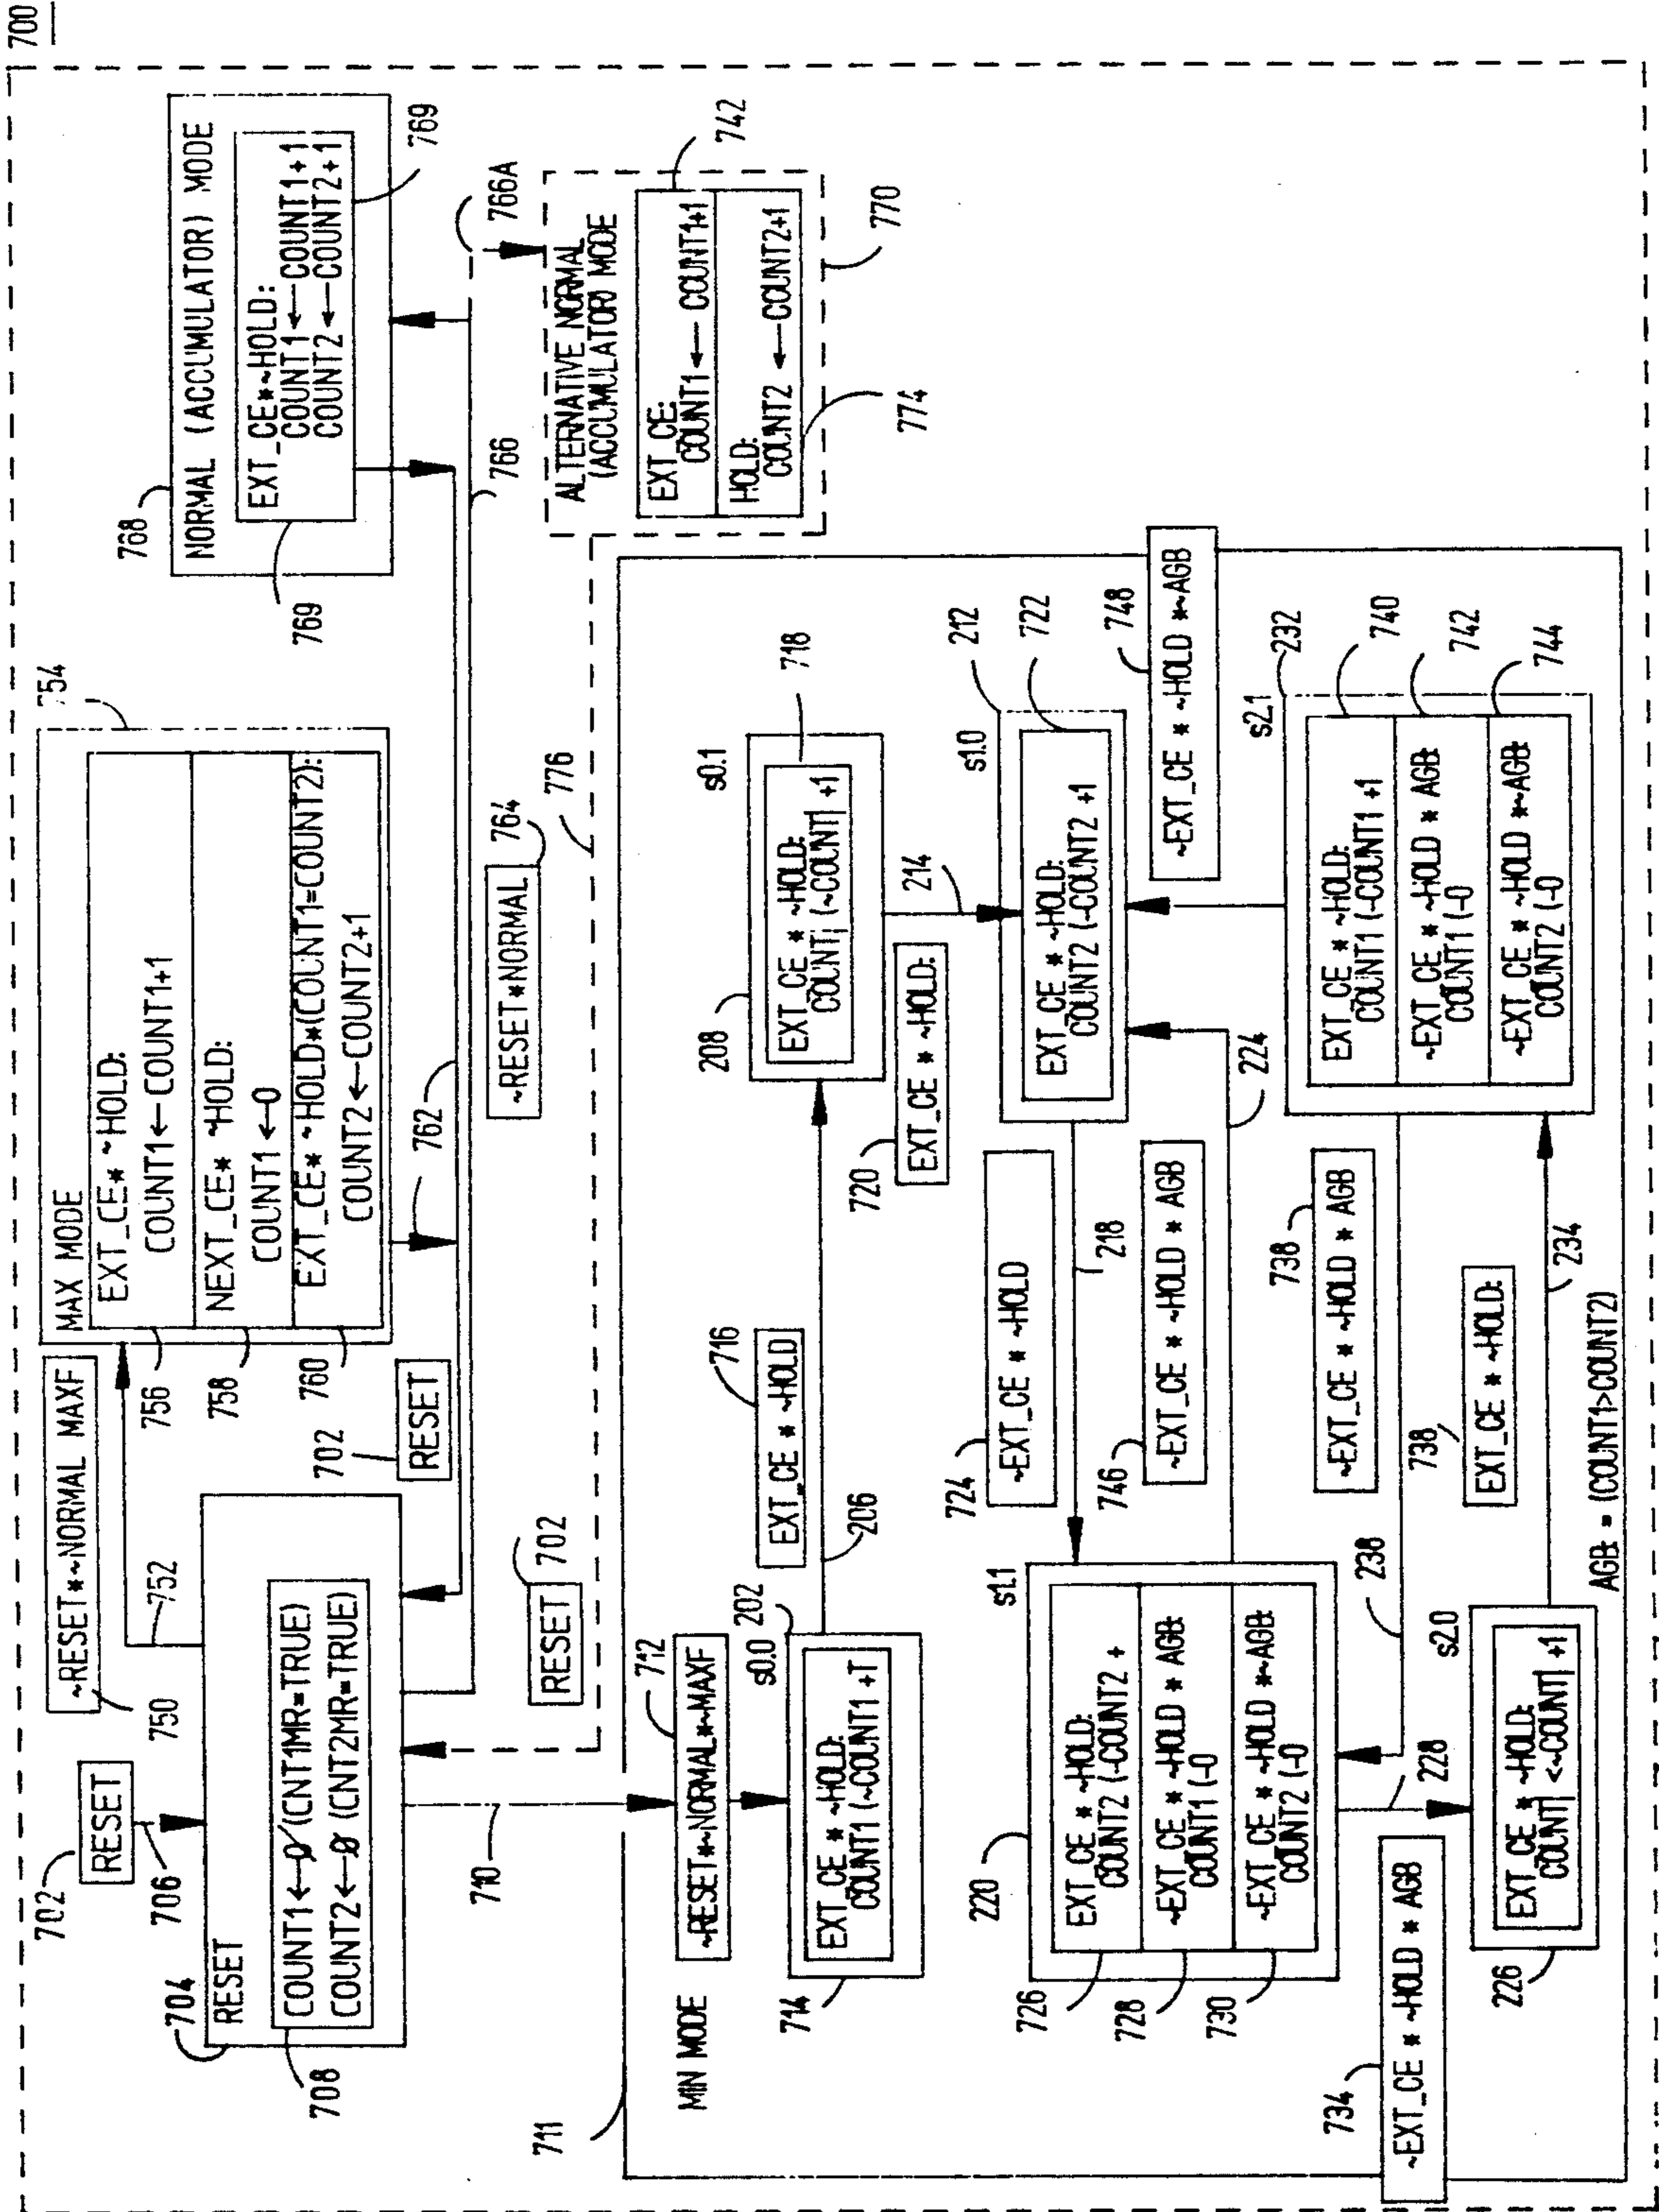 700
702
RESET
706
704
RESET
COUNT1←0 (CNT1MR=TRUE)
COUNT2←0 (CNT2MR=TRUE)
708
~RESET*~NORMAL MAXF
750
752
754
MAX MODE
EXT_CE* ~HOLD:
COUNT1←COUNT1+1
NEXT_CE* ~HOLD:
COUNT1←0
EXT_CE* ~HOLD*(COUNT1=COUNT2):
COUNT2←COUNT2+1
756
758
760
702
RESET
762
762
768
NORMAL (ACCUMULATOR) MODE
EXT_CE*~HOLD:
COUNT1←COUNT1+1
COUNT2←COUNT2+1
769
769
766
766A
~RESET*NORMAL
764
776
702
RESET
ALTERNATIVE NORMAL
(ACCUMULATOR) MODE
EXT_CE:
COUNT1←COUNT1+1
HOLD:
COUNT2←COUNT2+1
742
770
774
710
711
MIN MODE
712
~RESET*~NORMAL*~MAXF
s0.0
202
EXT_CE * ~HOLD:
COUNT1 (~COUNT1 +T
714
716
EXT_CE * ~HOLD
206
208
s0.1
EXT_CE * ~HOLD:
COUNT| (~COUNT| +1
718
720
EXT_CE * ~HOLD:
214
s1.0
212
EXT_CE * ~HOLD:
COUNT2 (-COUNT2 +1
722
724
~EXT_CE * ~HOLD
218
746
~EXT_CE * ~HOLD * AGB
224
748
~EXT_CE * ~HOLD *~AGB
s1.1
220
EXT_CE * ~HOLD:
COUNT2 (-COUNT2 +
~EXT_CE * ~HOLD * AGB:
COUNT1 (-0
~EXT_CE * ~HOLD *~AGB:
COUNT2 (-0
726
728
730
s2.1
232
EXT_CE * ~HOLD:
COUNT1 (-COUNT1 +1
~EXT_CE * ~HOLD * AGB:
COUNT1 (-0
~EXT_CE * ~HOLD *~AGB:
COUNT2 (-0
740
742
744
738
~EXT_CE * ~HOLD * AGB
238
738
EXT_CE * ~HOLD:
234
228
734
~EXT_CE * ~HOLD * AGB
s2.0
EXT_CE * ~HOLD:
COUNT| <~COUNT| +1
226
AGB: = (COUNT1>COUNT2)